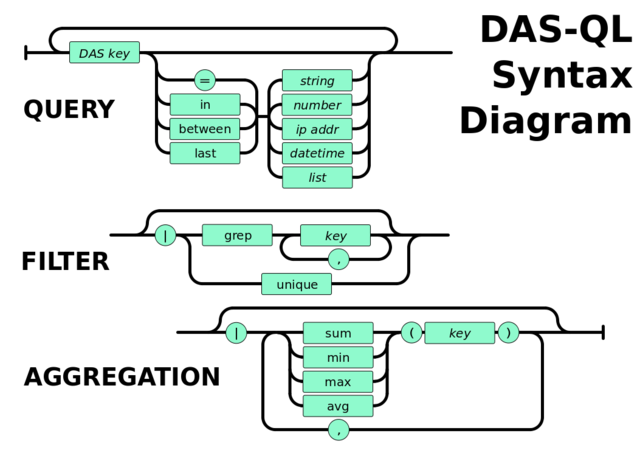 DAS-QL
Syntax
Diagram
DAS key
=
in
between
last
string
number
ip addr
datetime
list
QUERY
|
grep
key
,
unique
FILTER
|
sum
min
max
avg
(
key
)
,
AGGREGATION